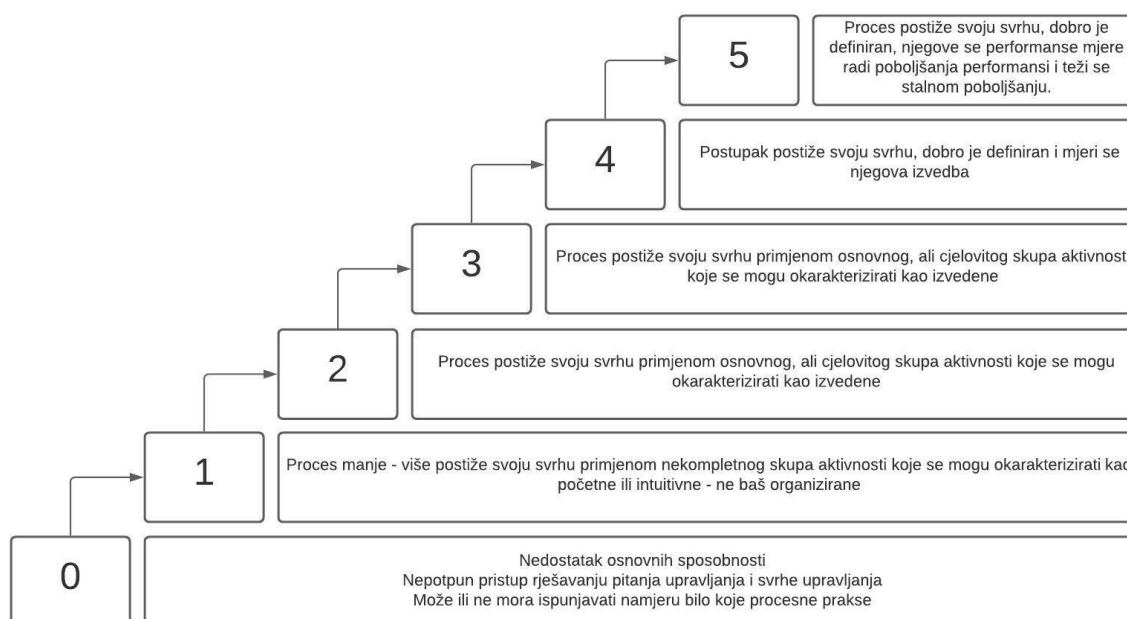 5
Proces postiže svoju svrhu, dobro je
definiran, njegove se performanse mjere
radi poboljšanja performansi i teži se
stalnom poboljšanju.
4
Postupak postiže svoju svrhu, dobro je definiran i mjeri se
njegova izvedba
3
Proces postiže svoju svrhu primjenom osnovnog, ali cjelovitog skupa aktivnost
koje se mogu okarakterizirati kao izvedene
2
Proces postiže svoju svrhu primjenom osnovnog, ali cjelovitog skupa aktivnosti koje se mogu
okarakterizirati kao izvedene
1
Proces manje - više postiže svoju svrhu primjenom nekompletnog skupa aktivnosti koje se mogu okarakterizirati kao
početne ili intuitivne - ne baš organizirane
0
Nedostatak osnovnih sposobnosti
Nepotpun pristup rješavanju pitanja upravljanja i svrhe upravljanja
Može ili ne mora ispunjavati namjeru bilo koje procesne prakse